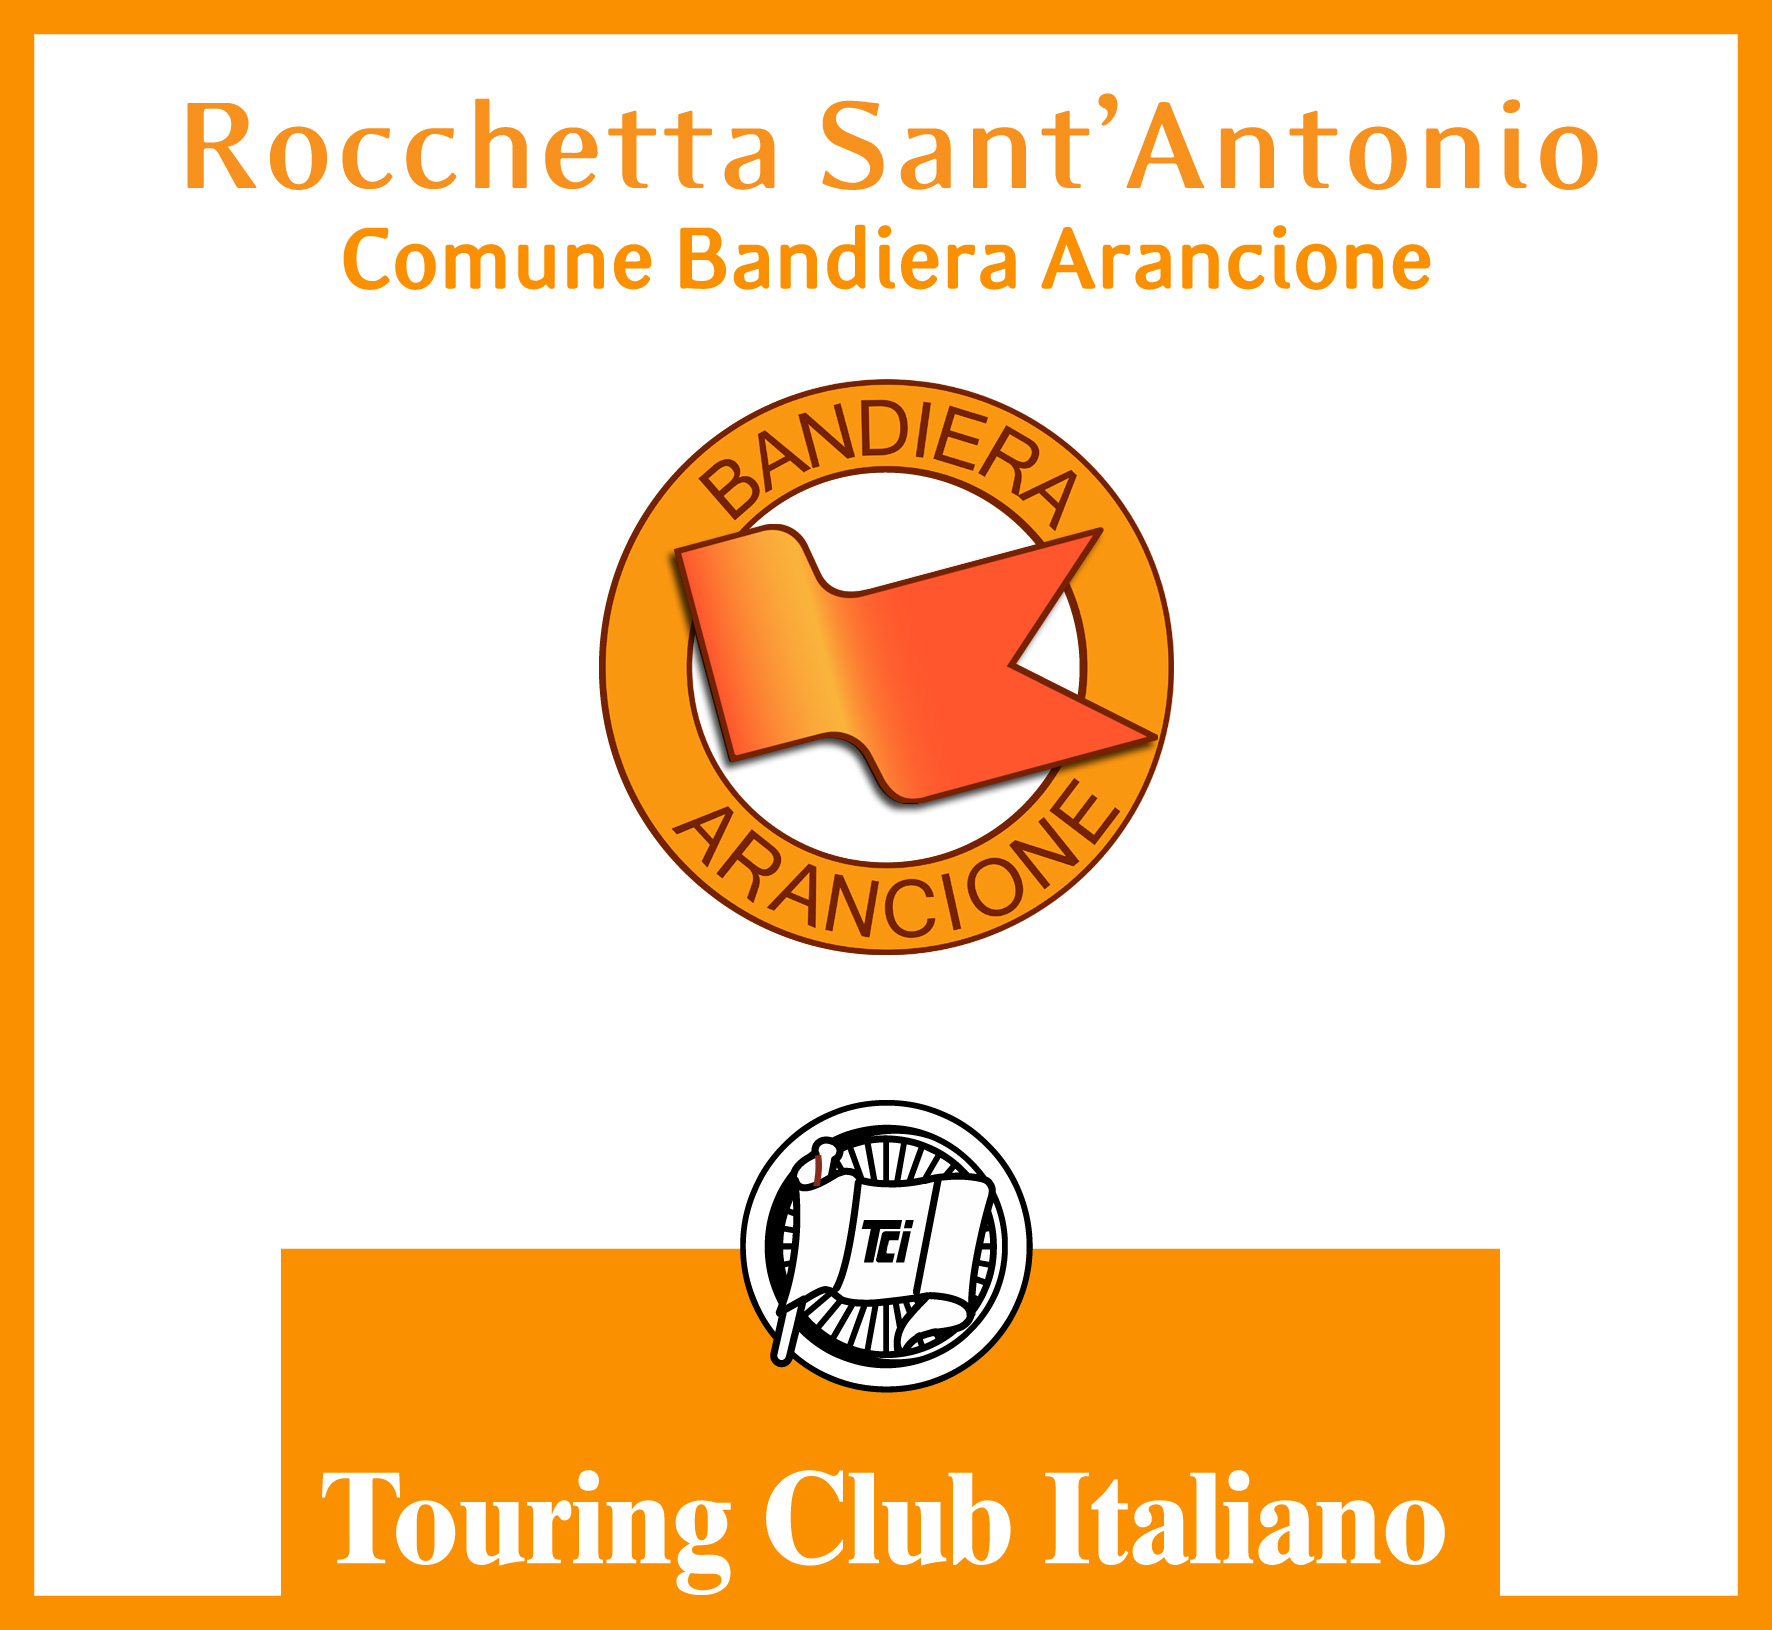 Rocchetta Sant’Antonio
Comune Bandiera Arancione
BANDIERA
ARANCIONE
TCi
Touring Club Italiano